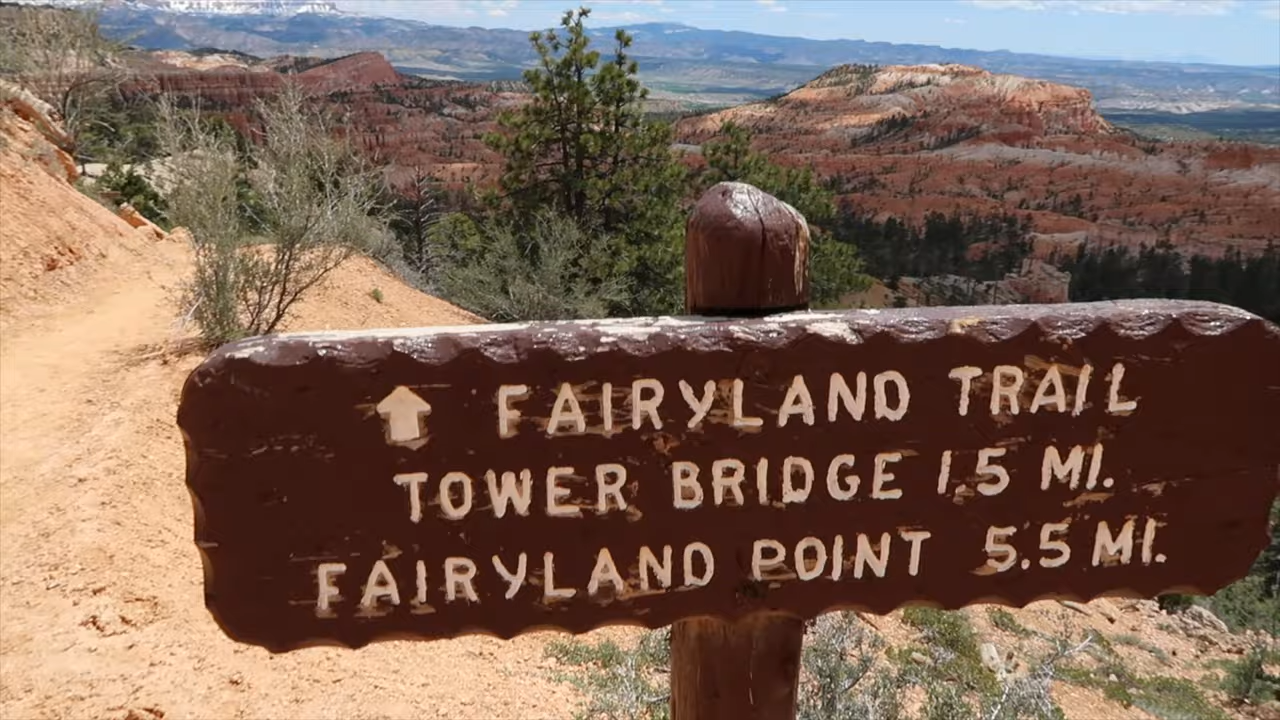 FAIRYLAND TRAIL
TOWER BRIDGE 1.5 MI.
FAIRYLAND POINT 5.5 MI.